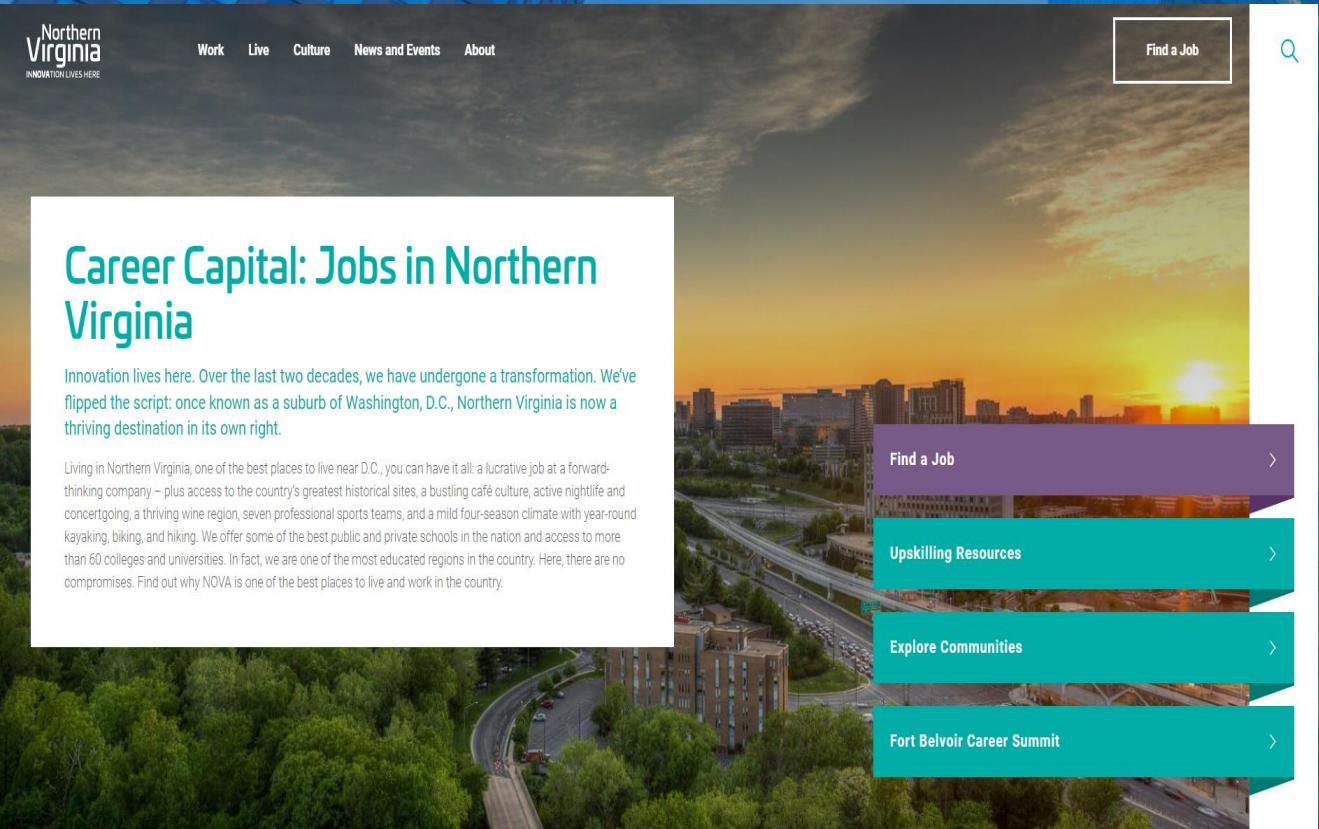 Northern
Virginia
INNOVATION LIVES HERE
Work Live Culture News and Events About
Find a Job
Career Capital: Jobs in Northern
Virginia
Innovation lives here. Over the last two decades, we have undergone a transformation. We’ve
flipped the script: once known as a suburb of Washington, D.C., Northern Virginia is now a
thriving destination in its own right.
Living in Northern Virginia, one of the best places to live near D.C., you can have it all: a lucrative job at a forward-
thinking company – plus access to the country’s greatest historical sites, a bustling café culture, active nightlife and
concertgoing, a thriving wine region, seven professional sports teams, and a mild four-season climate with year-round
kayaking, biking, and hiking. We offer some of the best public and private schools in the nation and access to more
than 60 colleges and universities. In fact, we are one of the most educated regions in the country. Here, there are no
compromises. Find out why NOVA is one of the best places to live and work in the country.
Find a Job
Upskilling Resources
Explore Communities
Fort Belvoir Career Summit